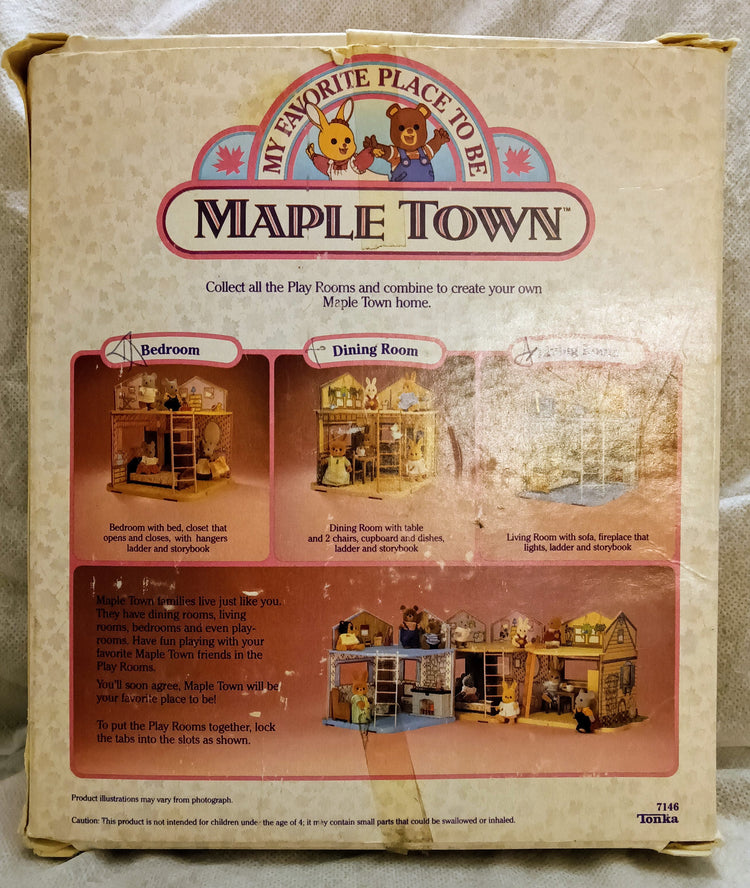 MY FAVORITE PLACE TO BE
MAPLE TOWN™
Collect all the Play Rooms and combine to create your own
Maple Town home.
Bedroom
Dining Room
Living Room
Bedroom with bed, closet that
opens and closes, with hangers
ladder and storybook
Dining Room with table
and 2 chairs, cupboard and dishes,
ladder and storybook
Living Room with sofa, fireplace that
lights, ladder and storybook
Maple Town families live just like you.
They have dining rooms, living
rooms, bedrooms and even play-
rooms. Have fun playing with your
favorite Maple Town friends in the
Play Rooms.
You'll soon agree, Maple Town will be
your favorite place to be!
To put the Play Rooms together, lock
the tabs into the slots as shown.
Product illustrations may vary from photograph.
Caution: This product is not intended for children under the age of 4; it may contain small parts that could be swallowed or inhaled.
7146
Tonka